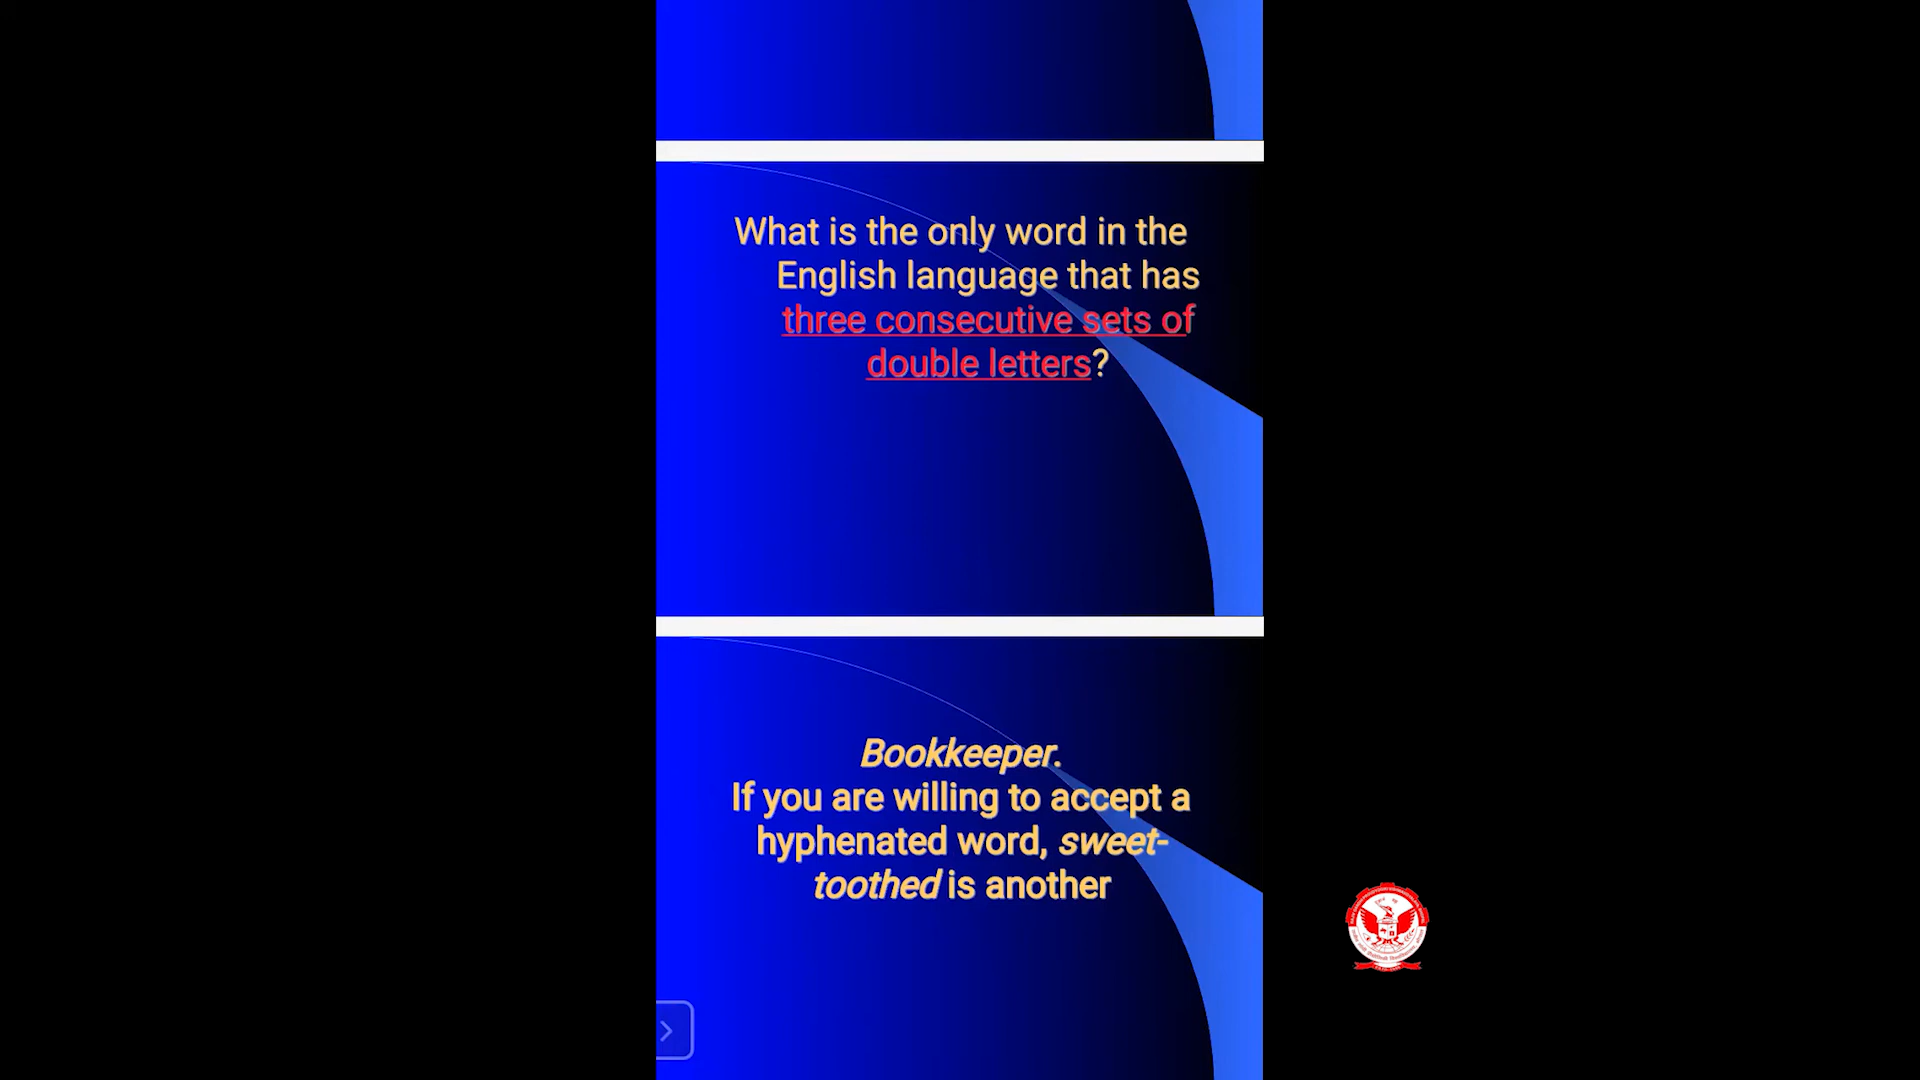 What is the only word in the
English language that has
three consecutive sets of
double letters?
Bookkeeper.
If you are willing to accept a
hyphenated word, sweet-
toothed is another